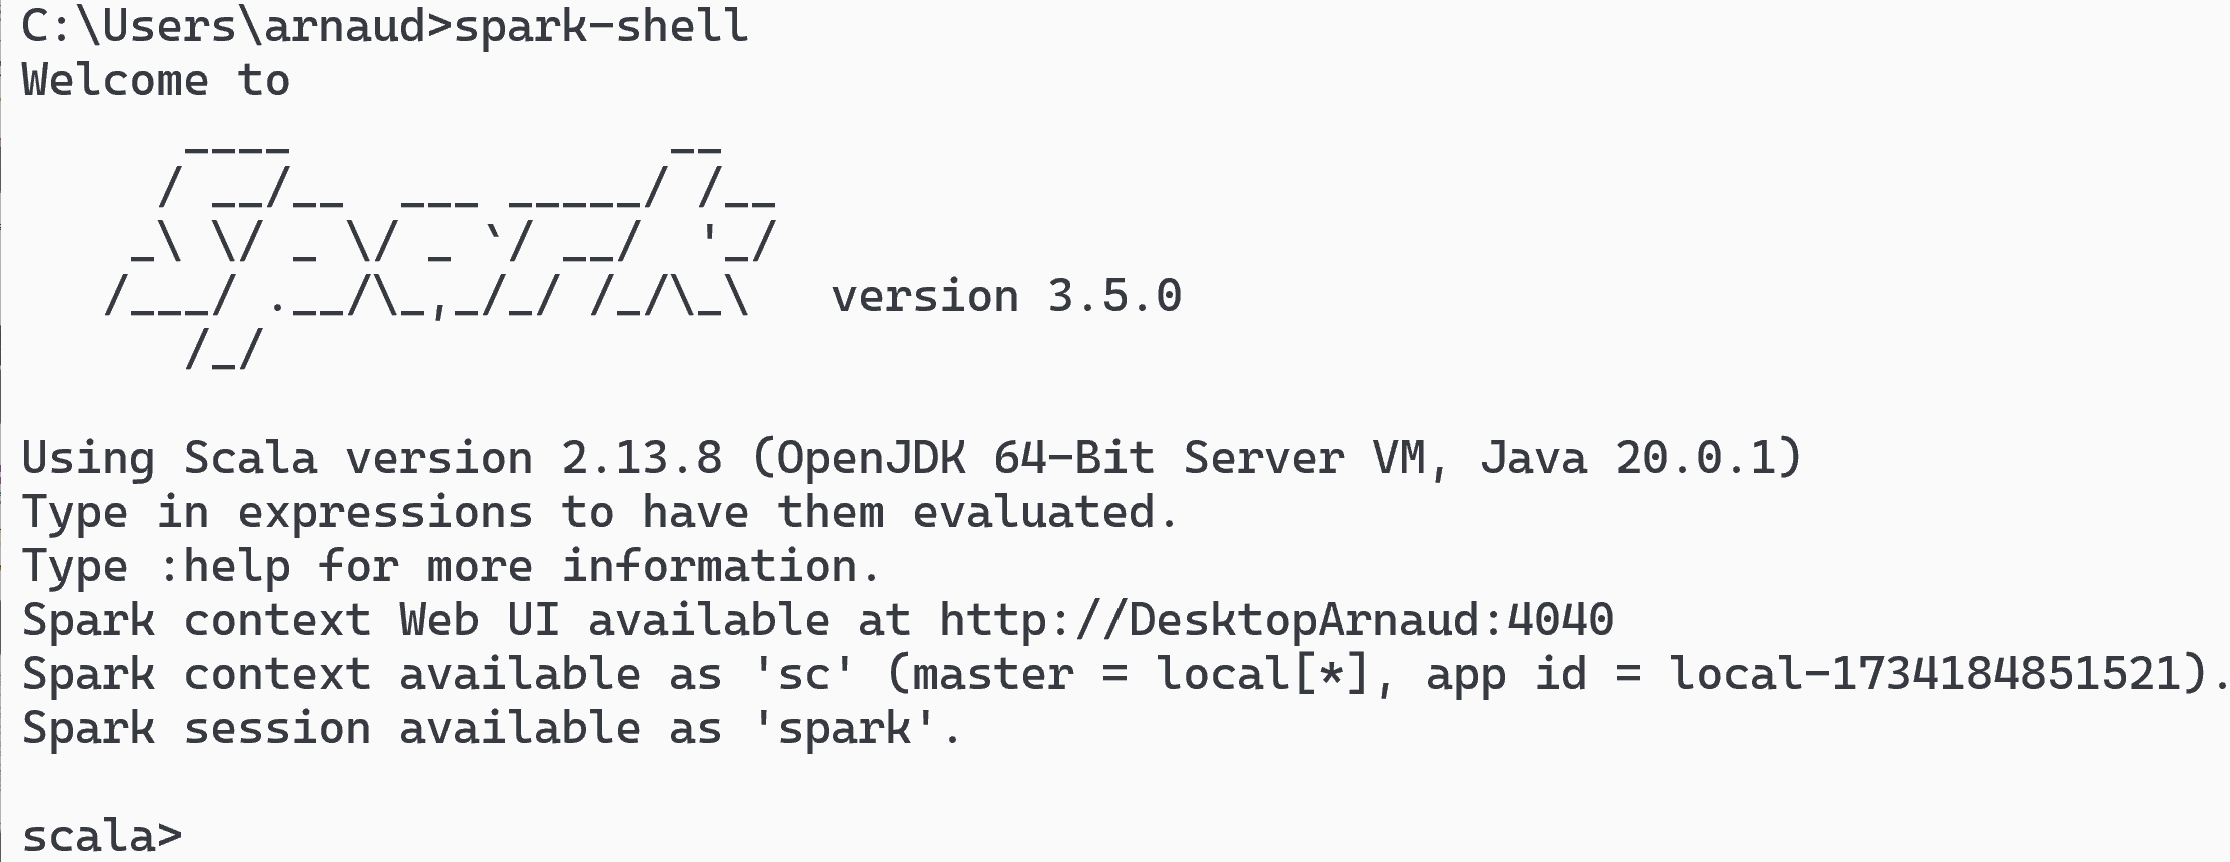 C:\Users\arnaud>spark-shell
Welcome to
      ____              __
     / __/__  ___ _____/ /__
    _\ \/ _ \/ _ `/ __/  '_/
   /___/ .__/\_,_/_/ /_/\_\   version 3.5.0
      /_/
Using Scala version 2.13.8 (OpenJDK 64-Bit Server VM, Java 20.0.1)
Type in expressions to have them evaluated.
Type :help for more information.
Spark context Web UI available at http://DesktopArnaud:4040
Spark context available as 'sc' (master = local[*], app id = local-1734184851521).
Spark session available as 'spark'.
scala>